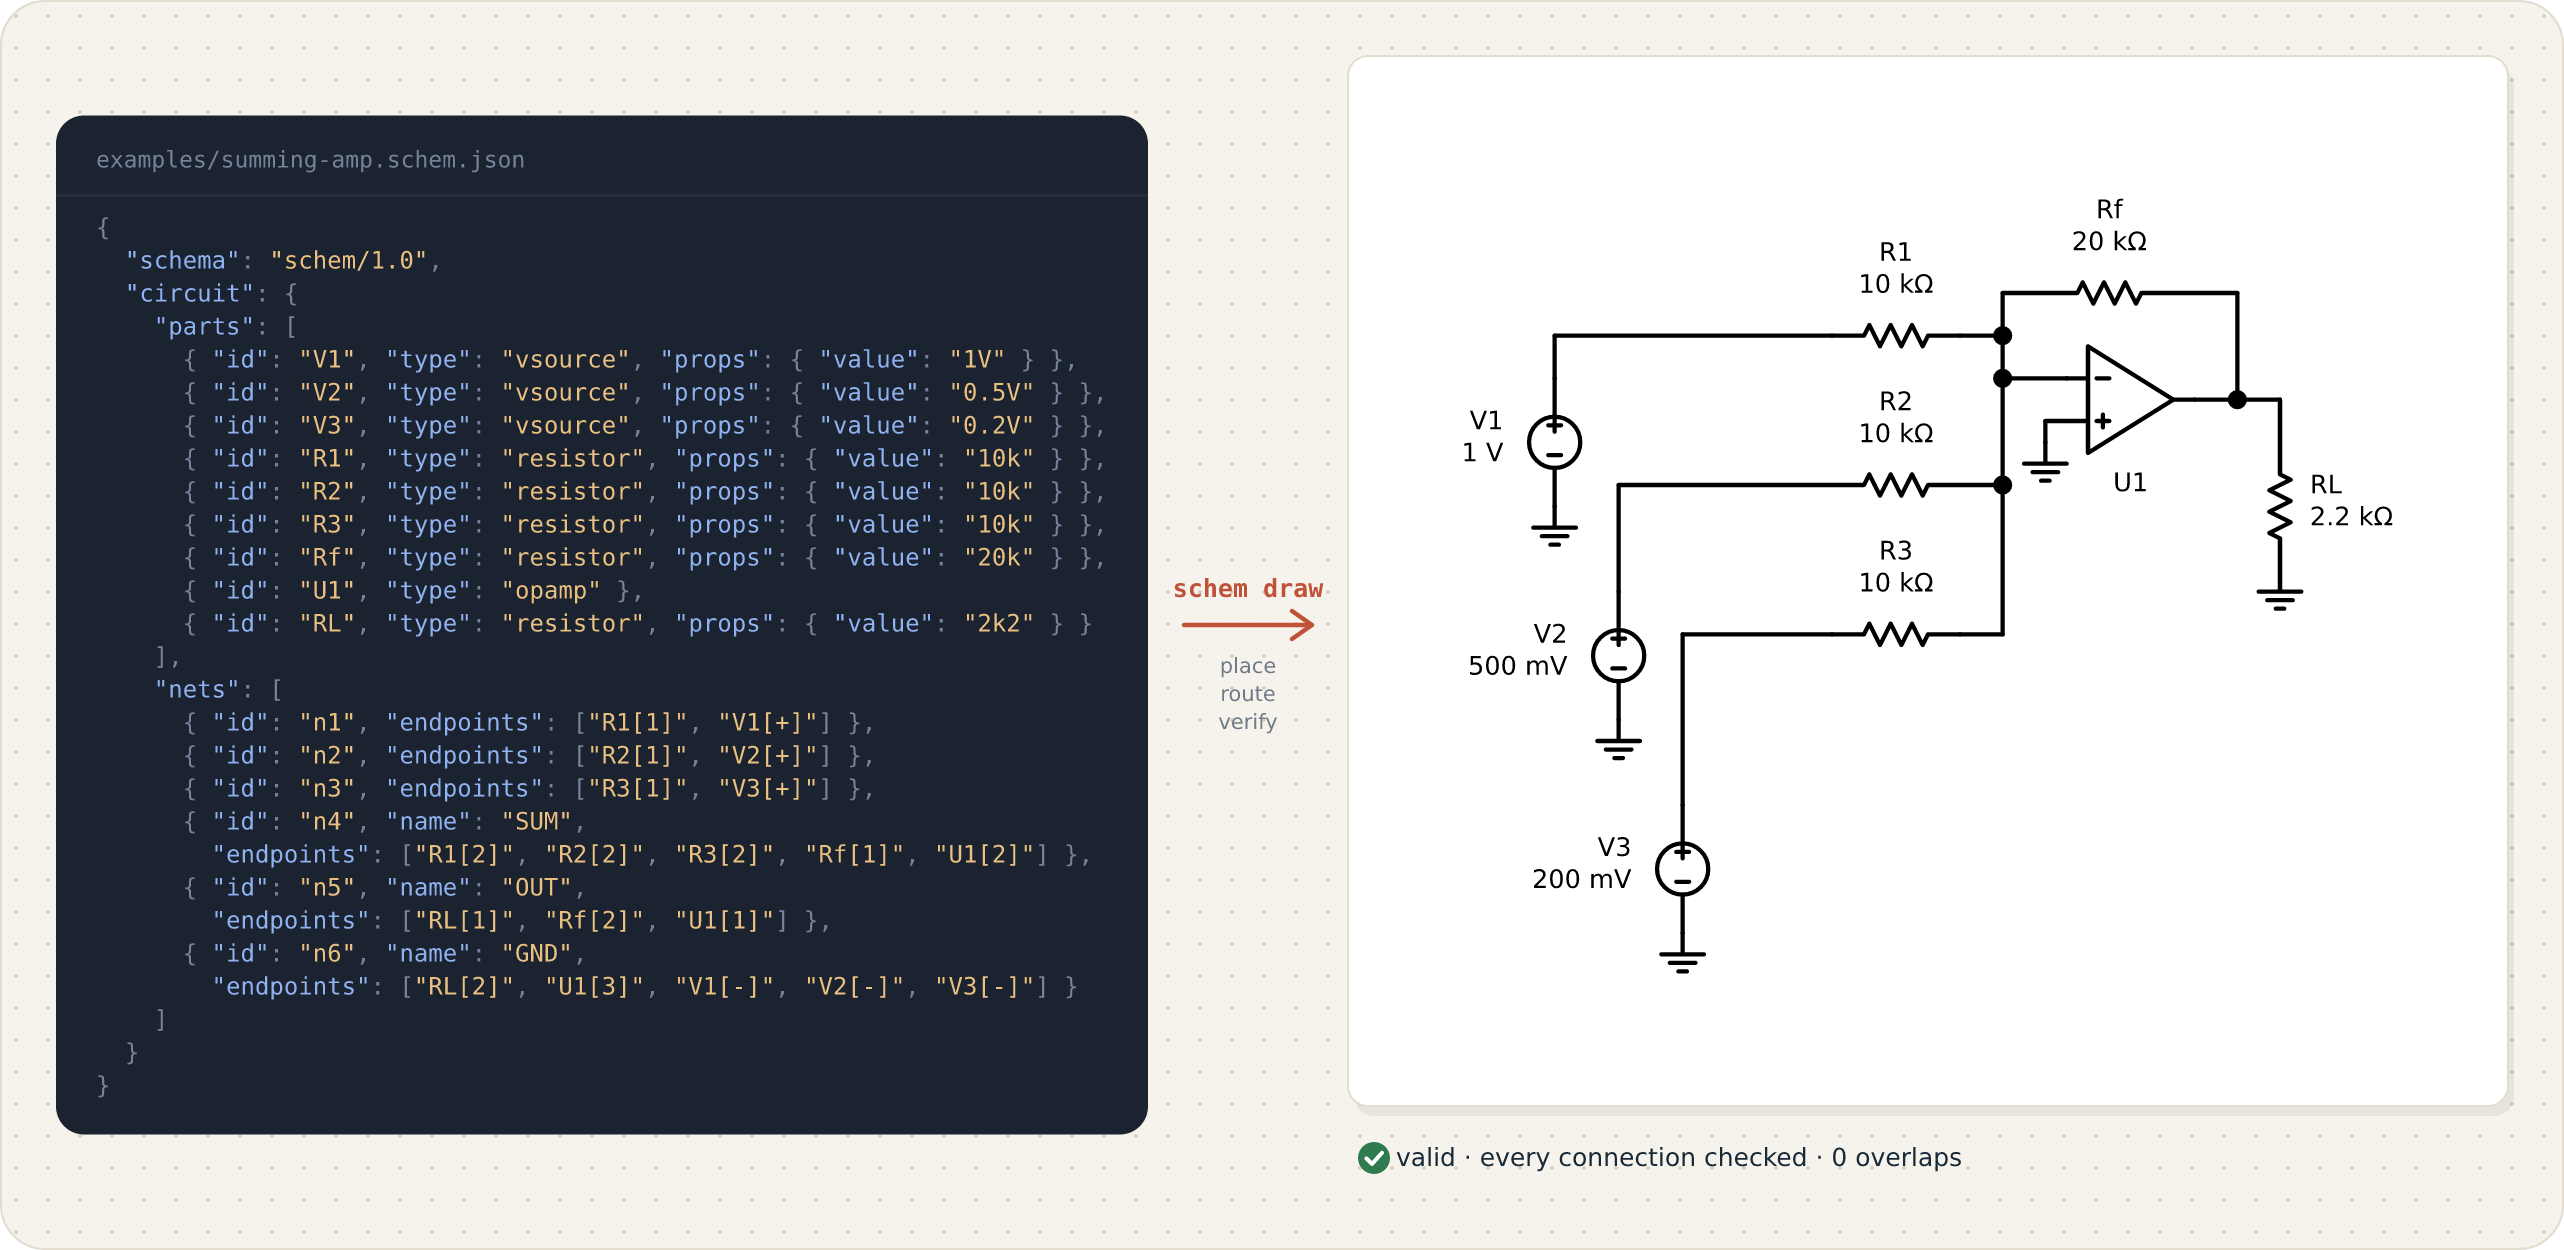 examples/summing-amp.schem.json
{
  "schema": "schem/1.0",
  "circuit": {
    "parts": [
      { "id": "V1", "type": "vsource", "props": { "value": "1V" } },
      { "id": "V2", "type": "vsource", "props": { "value": "0.5V" } },
      { "id": "V3", "type": "vsource", "props": { "value": "0.2V" } },
      { "id": "R1", "type": "resistor", "props": { "value": "10k" } },
      { "id": "R2", "type": "resistor", "props": { "value": "10k" } },
      { "id": "R3", "type": "resistor", "props": { "value": "10k" } },
      { "id": "Rf", "type": "resistor", "props": { "value": "20k" } },
      { "id": "U1", "type": "opamp" },
      { "id": "RL", "type": "resistor", "props": { "value": "2k2" } }
    ],
    "nets": [
      { "id": "n1", "endpoints": ["R1[1]", "V1[+]"] },
      { "id": "n2", "endpoints": ["R2[1]", "V2[+]"] },
      { "id": "n3", "endpoints": ["R3[1]", "V3[+]"] },
      { "id": "n4", "name": "SUM",
        "endpoints": ["R1[2]", "R2[2]", "R3[2]", "Rf[1]", "U1[2]"] },
      { "id": "n5", "name": "OUT",
        "endpoints": ["RL[1]", "Rf[2]", "U1[1]"] },
      { "id": "n6", "name": "GND",
        "endpoints": ["RL[2]", "U1[3]", "V1[-]", "V2[-]", "V3[-]"] }
    ]
  }
}
schem draw
place
route
verify
Rf
20 kΩ
R1
10 kΩ
V1
1 V
R2
10 kΩ
U1
RL
2.2 kΩ
R3
10 kΩ
V2
500 mV
V3
200 mV
valid · every connection checked · 0 overlaps